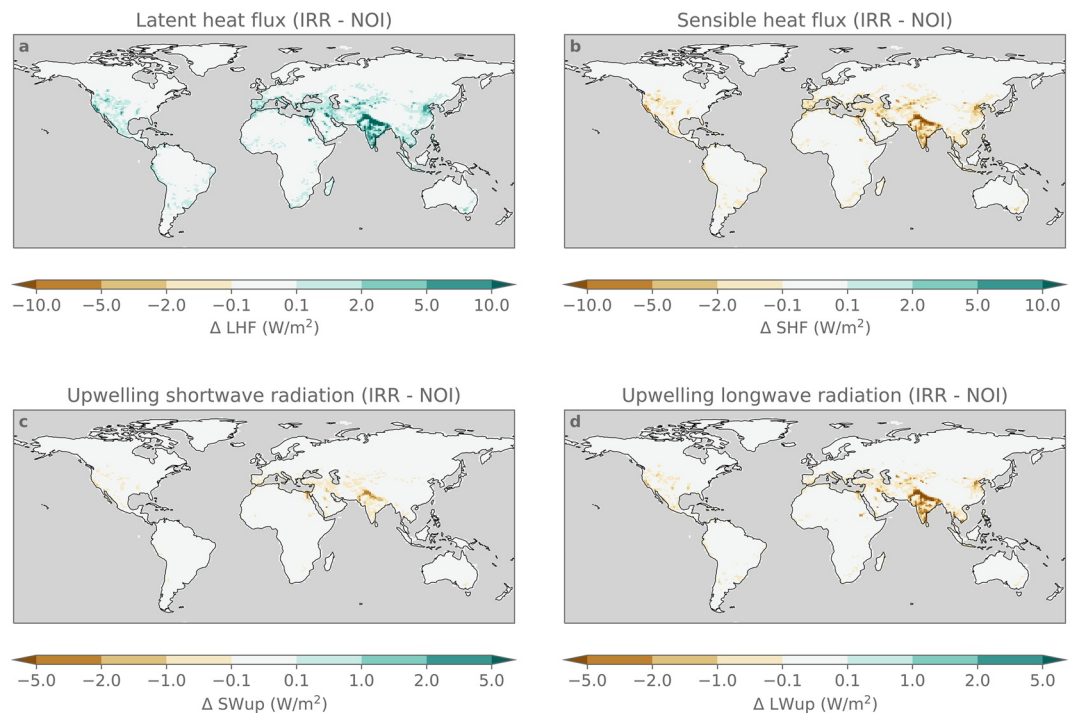 Latent heat flux (IRR - NOI)
a
−10.0 −5.0 −2.0 −0.1 0.1 2.0 5.0 10.0
Δ LHF (W/m²)
Sensible heat flux (IRR - NOI)
b
−10.0 −5.0 −2.0 −0.1 0.1 2.0 5.0 10.0
Δ SHF (W/m²)
Upwelling shortwave radiation (IRR - NOI)
c
−5.0 −2.0 −1.0 −0.1 0.1 1.0 2.0 5.0
Δ SWup (W/m²)
Upwelling longwave radiation (IRR - NOI)
d
−5.0 −2.0 −1.0 −0.1 0.1 1.0 2.0 5.0
Δ LWup (W/m²)